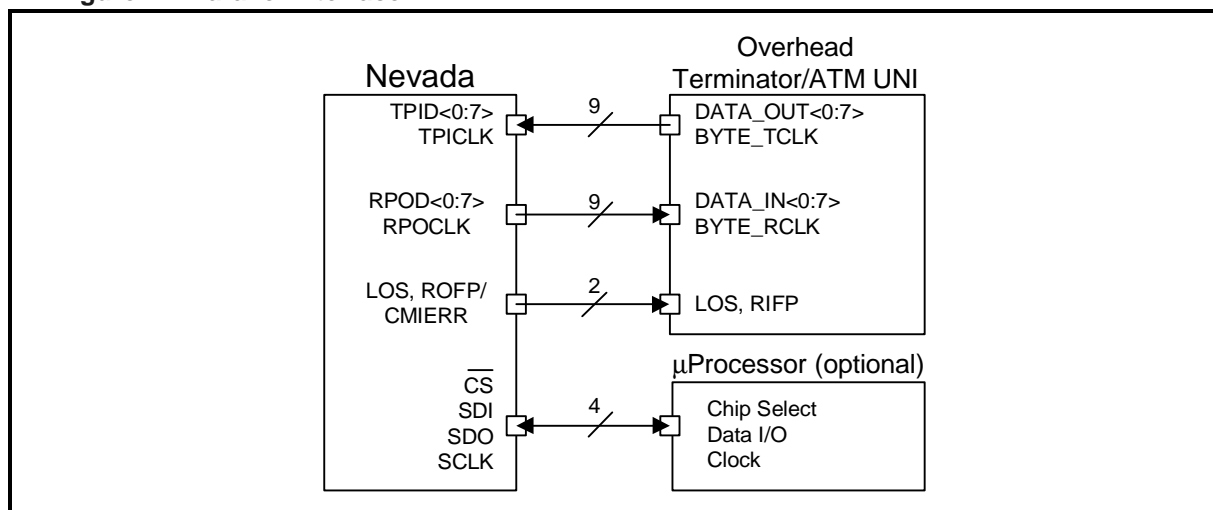 Nevada
Overhead
Terminator/ATM UNI
TPID<0:7>
TPICLK
9
DATA_OUT<0:7>
BYTE_TCLK
RPOD<0:7>
RPOCLK
9
DATA_IN<0:7>
BYTE_RCLK
LOS, ROFP/
CMIERR
2
LOS, RIFP
μProcessor (optional)
CS
SDI
SDO
SCLK
4
Chip Select
Data I/O
Clock